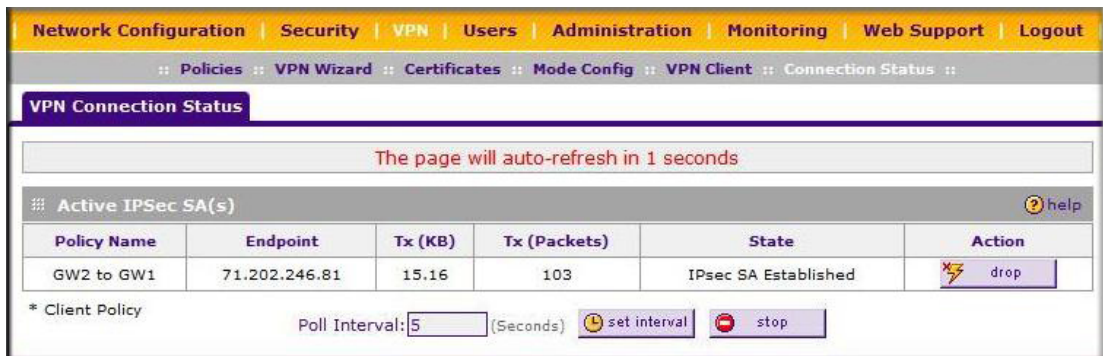 Network Configuration | Security | VPN | Users | Administration | Monitoring | Web Support | Logout
:: Policies :: VPN Wizard :: Certificates :: Mode Config :: VPN Client :: Connection Status ::
VPN Connection Status
The page will auto-refresh in 1 seconds
Active IPSec SA(s) help
Policy Name Endpoint Tx (KB) Tx (Packets) State Action
GW2 to GW1 71.202.246.81 15.16 103 IPsec SA Established drop
* Client Policy
Poll Interval: 5 (Seconds) set interval stop